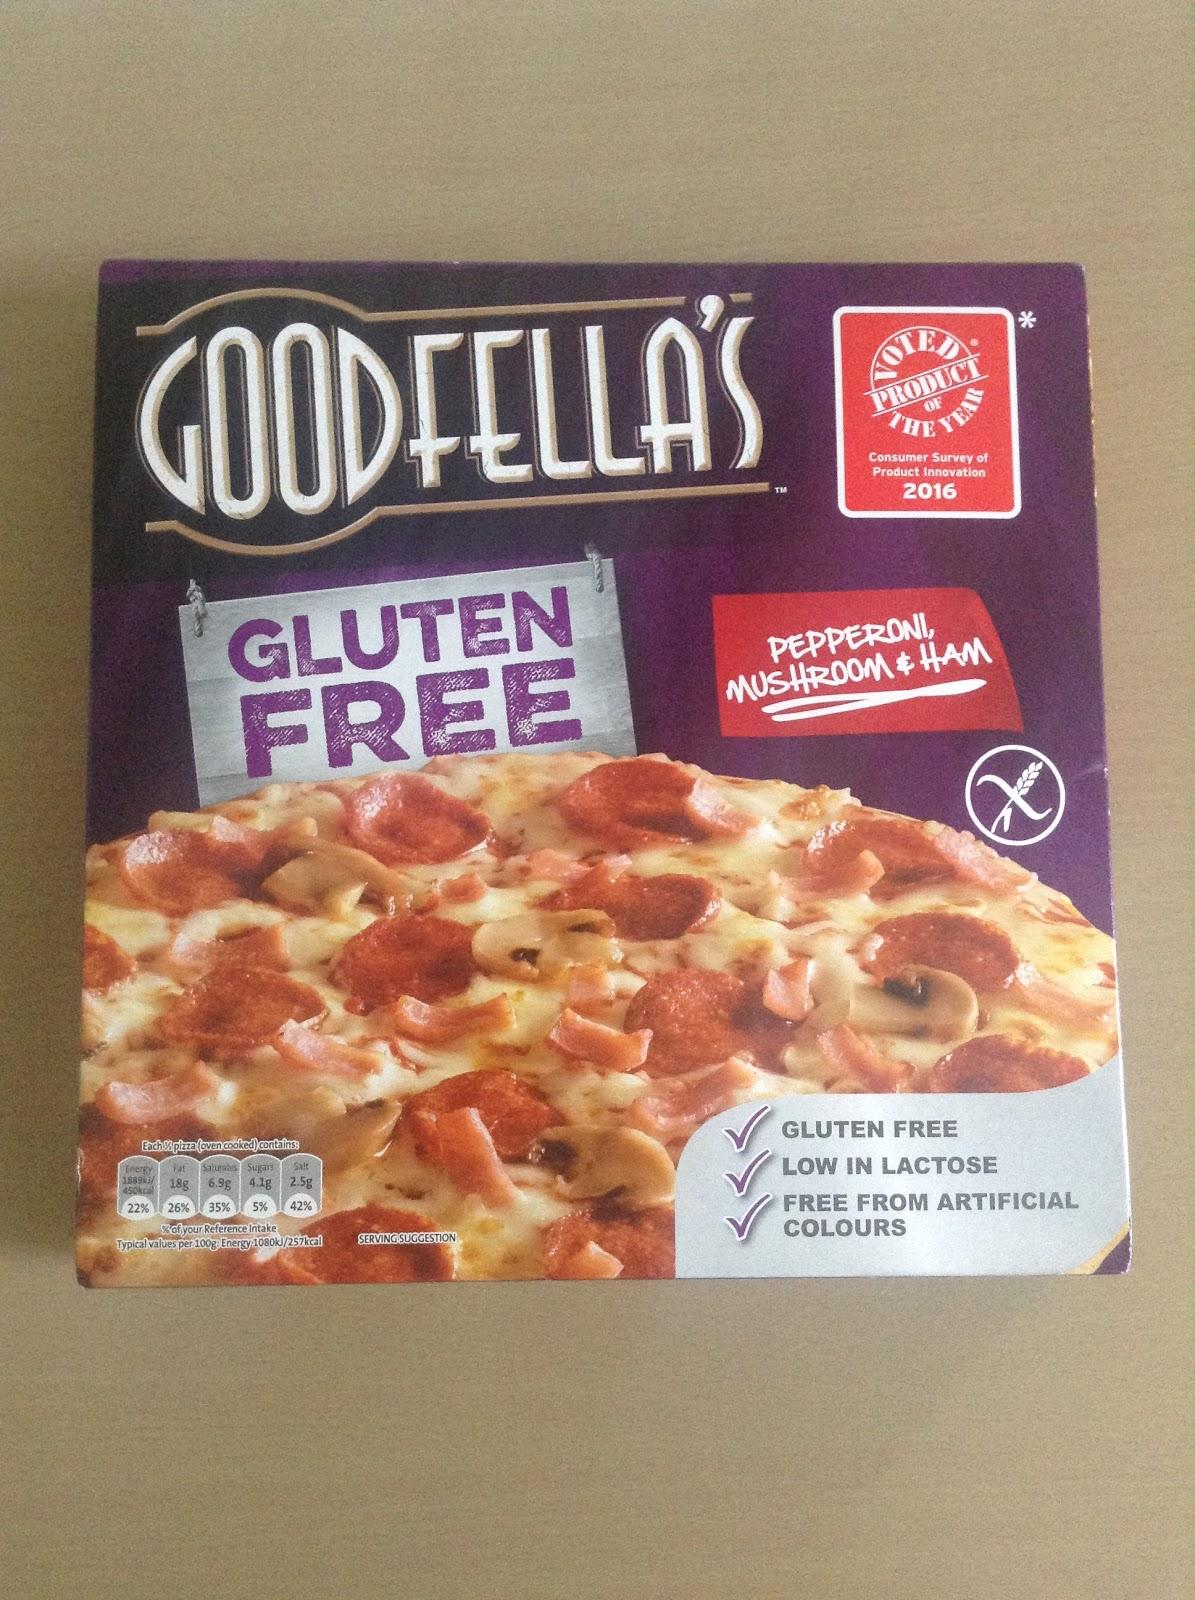 GOODFELLA'S
TM
*
VOTED
PRODUCT
OF
THE YEAR
®
Consumer Survey of
Product Innovation
2016
GLUTEN
FREE
PEPPERONI,
MUSHROOM & HAM
Each ½ pizza (oven cooked) contains:
Energy Fat Saturates Sugars Salt
1889kJ/ 18g 6.9g 4.1g 2.5g
450kcal
22% 26% 35% 5% 42%
% of your Reference Intake
Typical values per 100g: Energy 1080kJ/257kcal
SERVING SUGGESTION
GLUTEN FREE
LOW IN LACTOSE
FREE FROM ARTIFICIAL
COLOURS